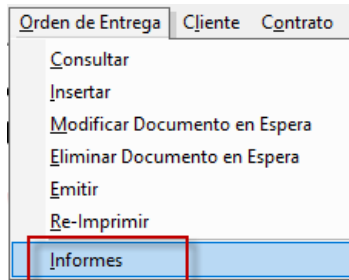 Orden de Entrega Cliente Contrato
Consultar
Insertar
Modificar Documento en Espera
Eliminar Documento en Espera
Emitir
Re-Imprimir
Informes